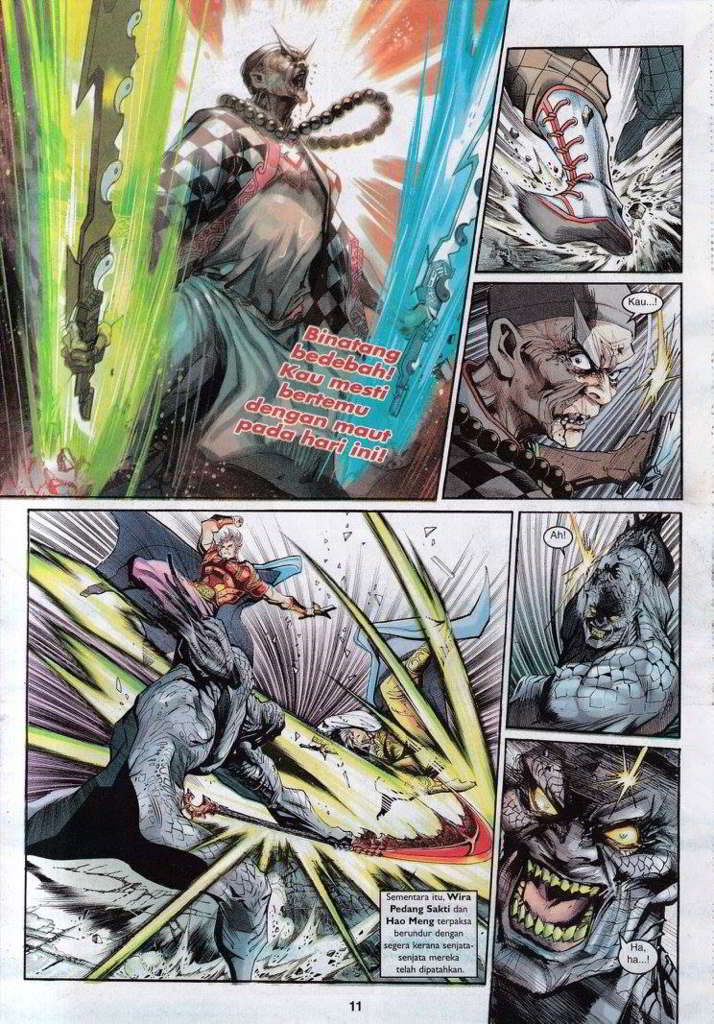 Binatang
bedebah!
Kau mesti
bertemu
dengan maut
pada hari ini!
Kau...!
Ah!
Sementara itu, Wira
Pedang Sakti dan
Hao Meng terpaksa
berundur dengan
segera kerana senjata-
senjata mereka
telah dipatahkan.
Ha,
ha...!
11